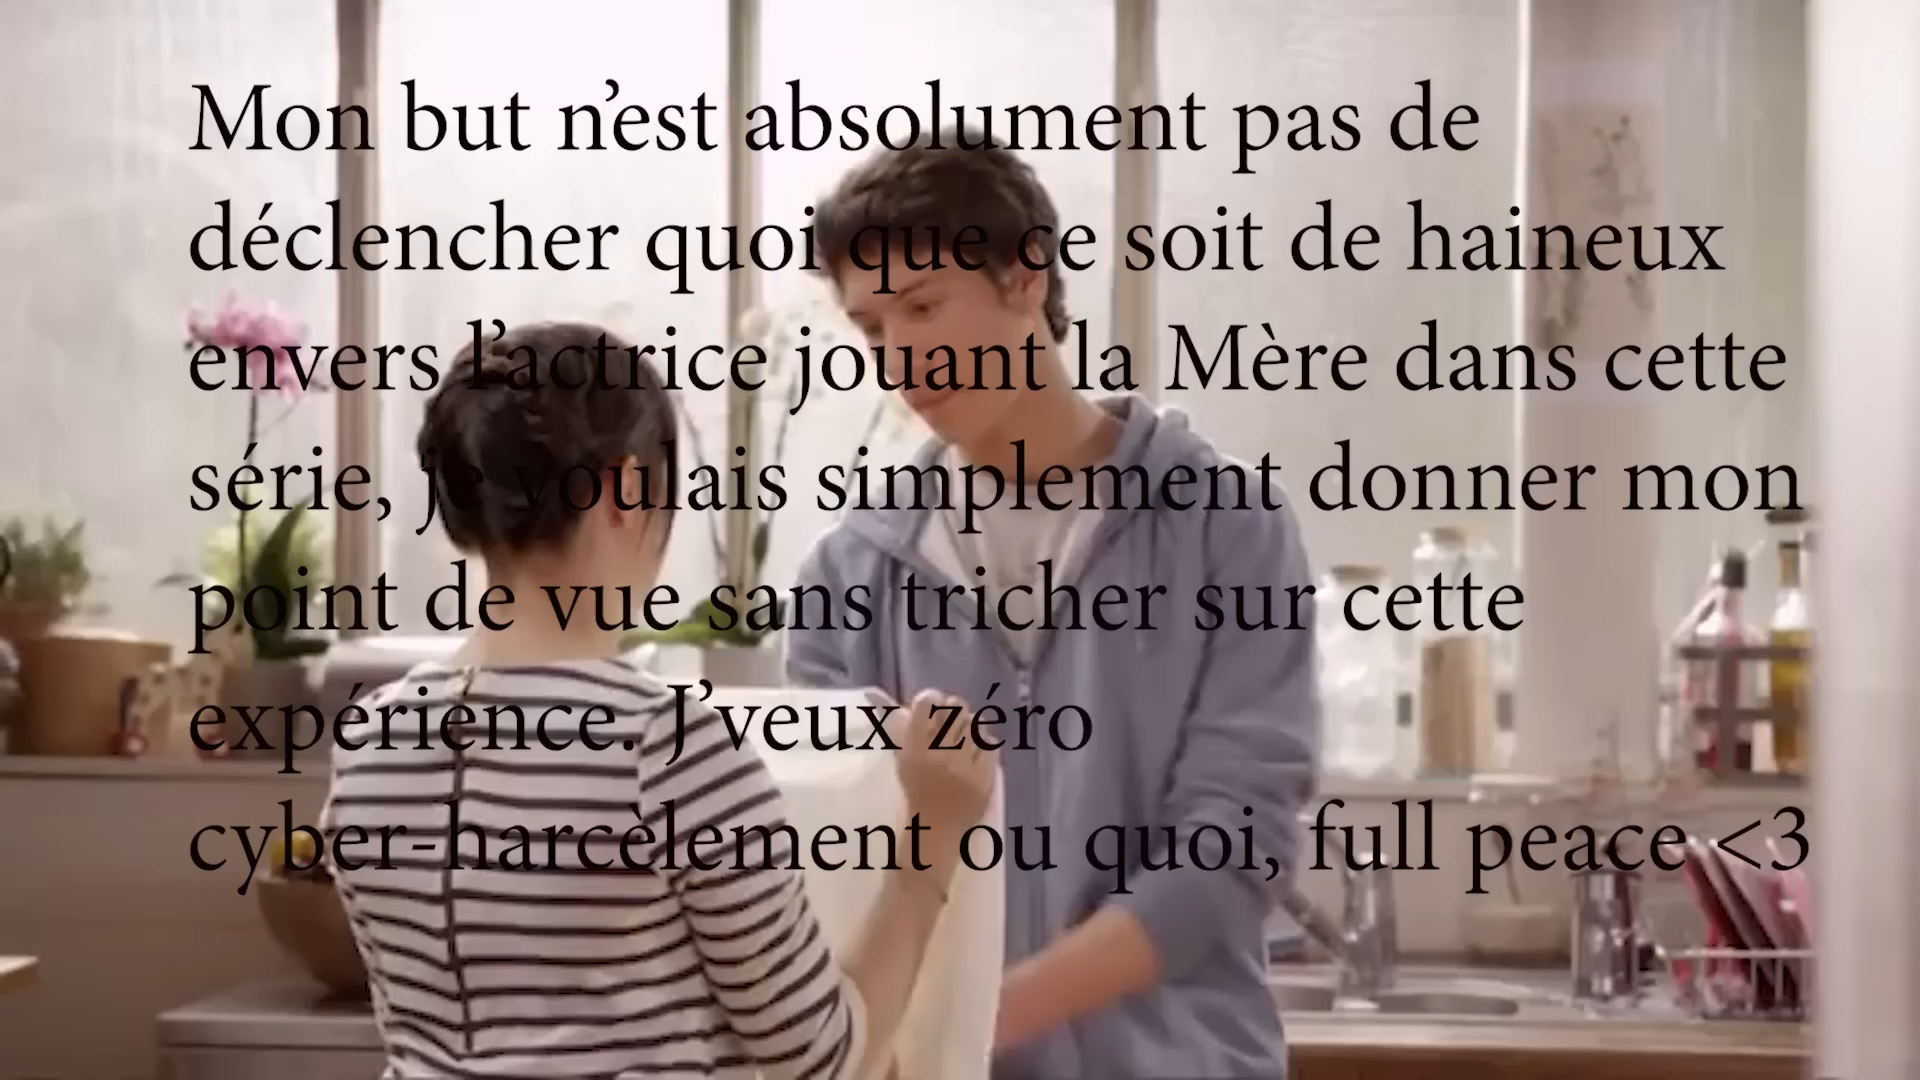 Mon but n’est absolument pas de
déclencher quoi que ce soit de haineux
envers l’actrice jouant la Mère dans cette
série, je voulais simplement donner mon
point de vue sans tricher sur cette
expérience. J’veux zéro
cyber-harcèlement ou quoi, full peace <3